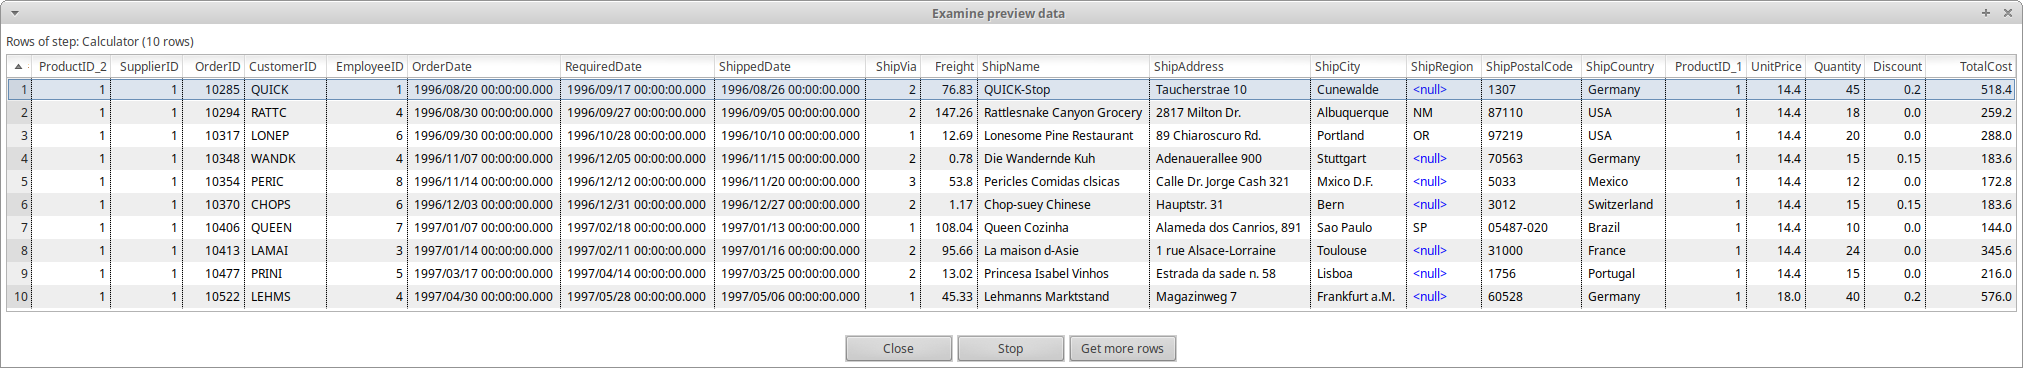 Examine preview data
Rows of step: Calculator (10 rows)
ProductID_2 SupplierID OrderID CustomerID EmployeeID OrderDate RequiredDate ShippedDate ShipVia Freight ShipName ShipAddress ShipCity ShipRegion ShipPostalCode ShipCountry ProductID_1 UnitPrice Quantity Discount TotalCost
1 1 1 10285 QUICK 1 1996/08/20 00:00:00.000 1996/09/17 00:00:00.000 1996/08/26 00:00:00.000 2 76.83 QUICK-Stop Taucherstrae 10 Cunewalde <null> 1307 Germany 1 14.4 45 0.2 518.4
2 1 1 10294 RATTC 4 1996/08/30 00:00:00.000 1996/09/27 00:00:00.000 1996/09/05 00:00:00.000 2 147.26 Rattlesnake Canyon Grocery 2817 Milton Dr. Albuquerque NM 87110 USA 1 14.4 18 0.0 259.2
3 1 1 10317 LONEP 6 1996/09/30 00:00:00.000 1996/10/28 00:00:00.000 1996/10/10 00:00:00.000 1 12.69 Lonesome Pine Restaurant 89 Chiaroscuro Rd. Portland OR 97219 USA 1 14.4 20 0.0 288.0
4 1 1 10348 WANDK 4 1996/11/07 00:00:00.000 1996/12/05 00:00:00.000 1996/11/15 00:00:00.000 2 0.78 Die Wandernde Kuh Adenauerallee 900 Stuttgart <null> 70563 Germany 1 14.4 15 0.15 183.6
5 1 1 10354 PERIC 8 1996/11/14 00:00:00.000 1996/12/12 00:00:00.000 1996/11/20 00:00:00.000 3 53.8 Pericles Comidas clsicas Calle Dr. Jorge Cash 321 Mxico D.F. <null> 5033 Mexico 1 14.4 12 0.0 172.8
6 1 1 10370 CHOPS 6 1996/12/03 00:00:00.000 1996/12/31 00:00:00.000 1996/12/27 00:00:00.000 2 1.17 Chop-suey Chinese Hauptstr. 31 Bern <null> 3012 Switzerland 1 14.4 15 0.15 183.6
7 1 1 10406 QUEEN 7 1997/01/07 00:00:00.000 1997/02/18 00:00:00.000 1997/01/13 00:00:00.000 1 108.04 Queen Cozinha Alameda dos Canrios, 891 Sao Paulo SP 05487-020 Brazil 1 14.4 10 0.0 144.0
8 1 1 10413 LAMAI 3 1997/01/14 00:00:00.000 1997/02/11 00:00:00.000 1997/01/16 00:00:00.000 2 95.66 La maison d-Asie 1 rue Alsace-Lorraine Toulouse <null> 31000 France 1 14.4 24 0.0 345.6
9 1 1 10477 PRINI 5 1997/03/17 00:00:00.000 1997/04/14 00:00:00.000 1997/03/25 00:00:00.000 2 13.02 Princesa Isabel Vinhos Estrada da sade n. 58 Lisboa <null> 1756 Portugal 1 14.4 15 0.0 216.0
10 1 1 10522 LEHMS 4 1997/04/30 00:00:00.000 1997/05/28 00:00:00.000 1997/05/06 00:00:00.000 1 45.33 Lehmanns Marktstand Magazinweg 7 Frankfurt a.M. <null> 60528 Germany 1 18.0 40 0.2 576.0
Close Stop Get more rows